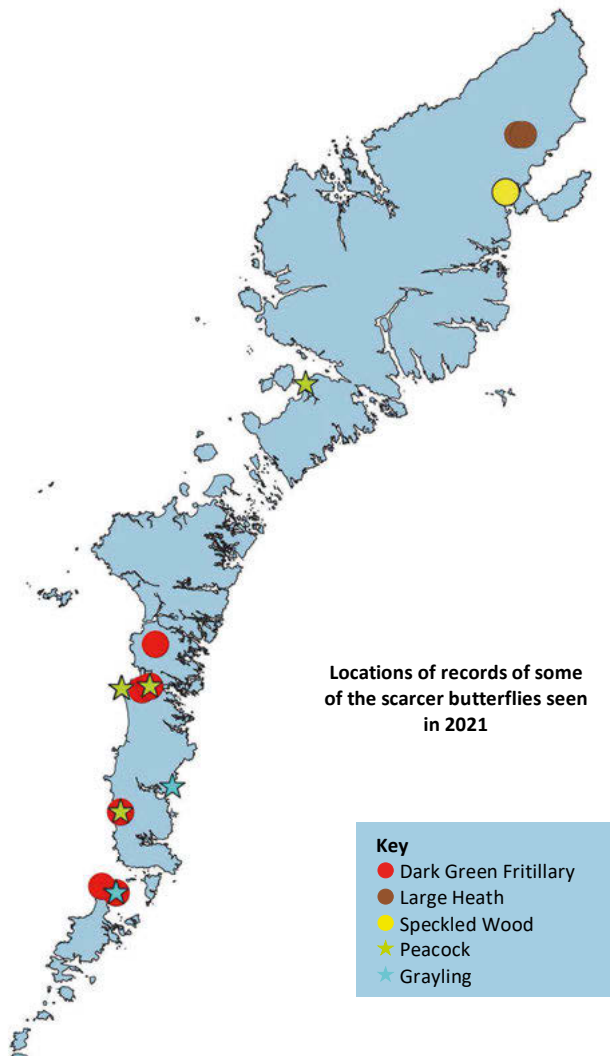 Locations of records of some
of the scarcer butterflies seen
in 2021
Key
Dark Green Fritillary
Large Heath
Speckled Wood
Peacock
Grayling